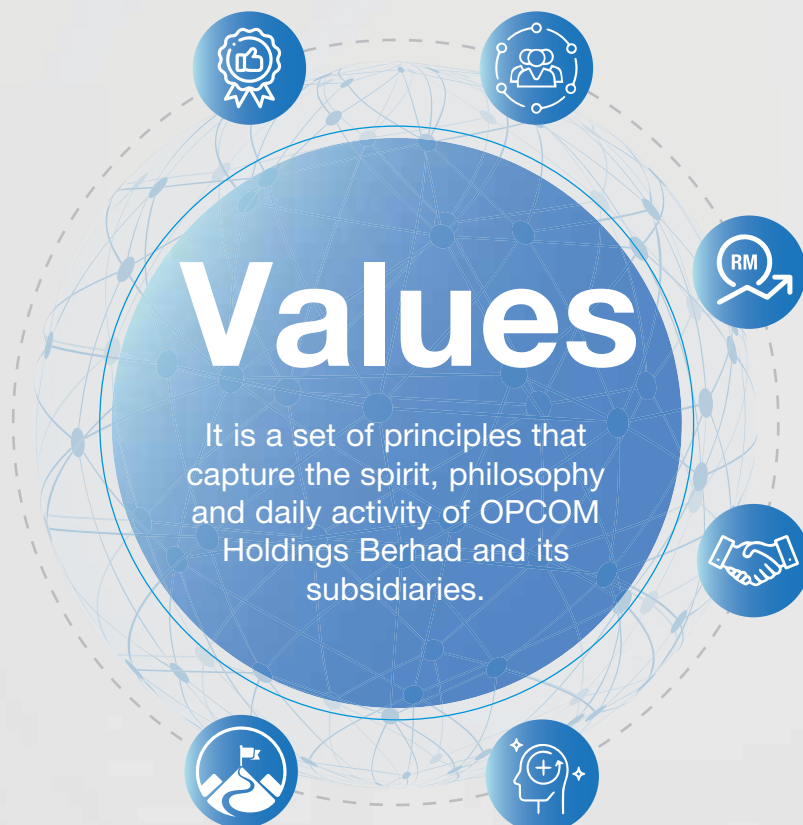 RM
Values
It is a set of principles that
capture the spirit, philosophy
and daily activity of OPCOM
Holdings Berhad and its
subsidiaries.